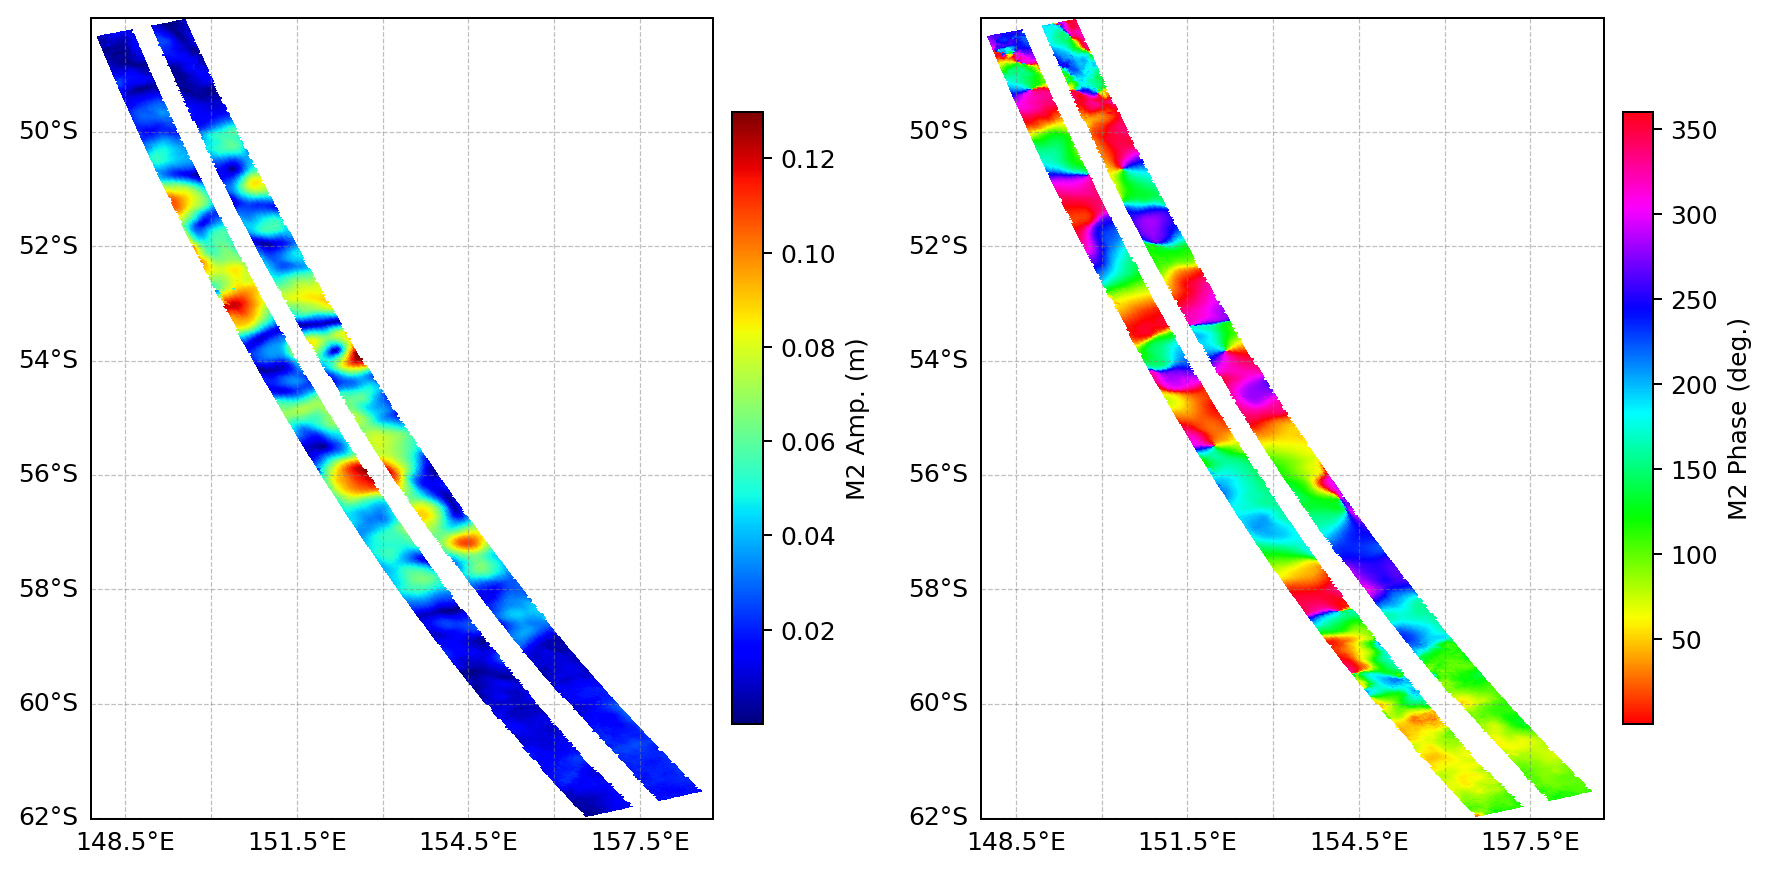 50°S
52°S
54°S
56°S
58°S
60°S
62°S
148.5°E 151.5°E 154.5°E 157.5°E
0.12
0.10
0.08
0.06
0.04
0.02
M2 Amp. (m)
50°S
52°S
54°S
56°S
58°S
60°S
62°S
148.5°E 151.5°E 154.5°E 157.5°E
350
300
250
200
150
100
50
M2 Phase (deg.)